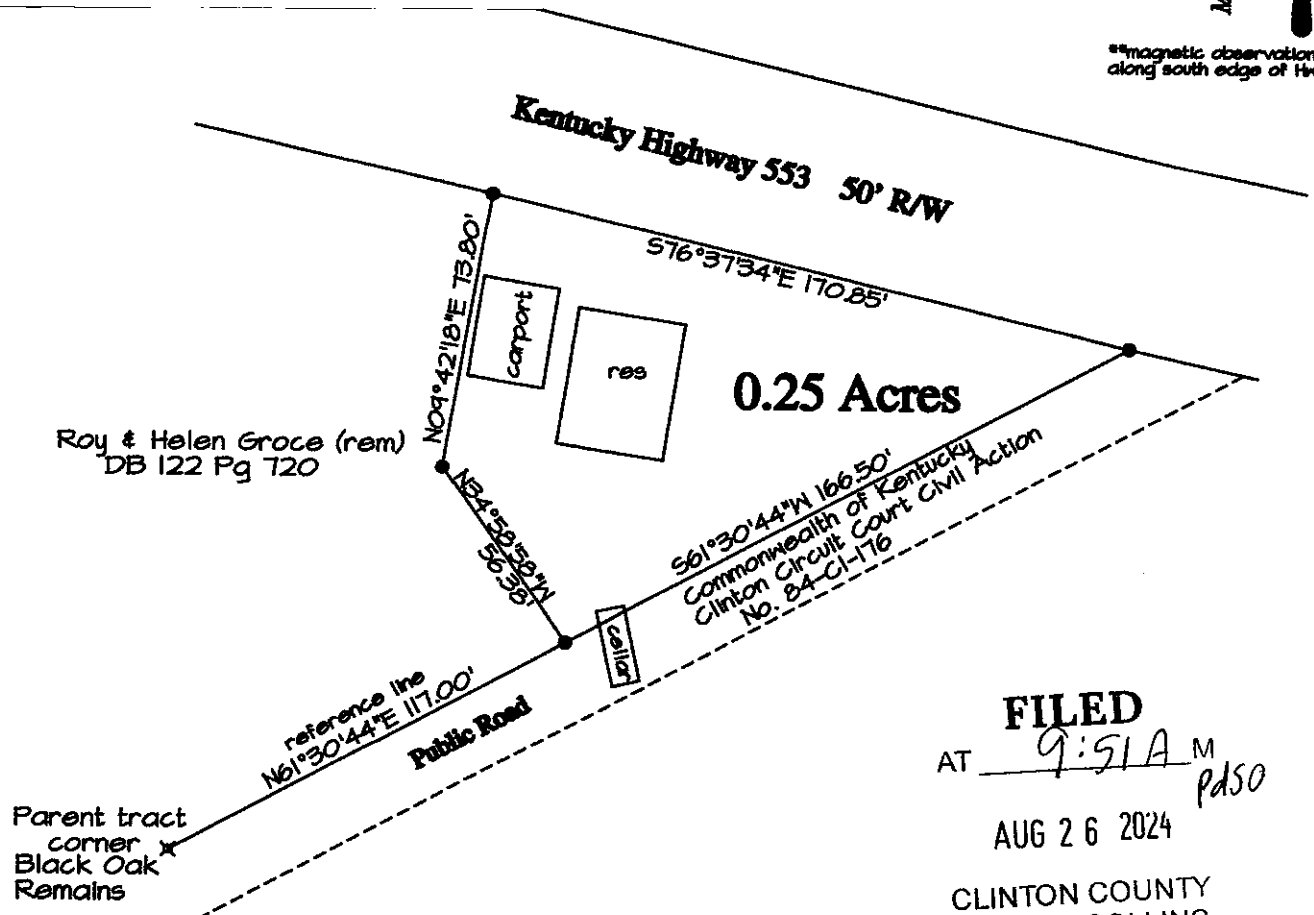 **magnetic observation
along south edge of
Kentucky Highway 553 50' R/W
S76°37'34"E 170.85'
N09°42'18"E 73.80'
carport
res
0.25 Acres
Roy & Helen Groce (rem)
DB 122 Pg 720
N34°58'58"W
56.38'
S61°30'44"W 166.50'
Commonwealth of Kentucky
Clinton Circuit Court Civil Action
No. 84-CI-176
cellar
reference line
N61°30'44"E 117.00'
Public Road
Parent tract
corner
Black Oak
Remains
FILED
AT 9:51A M
pd50
AUG 26 2024
CLINTON COUNTY